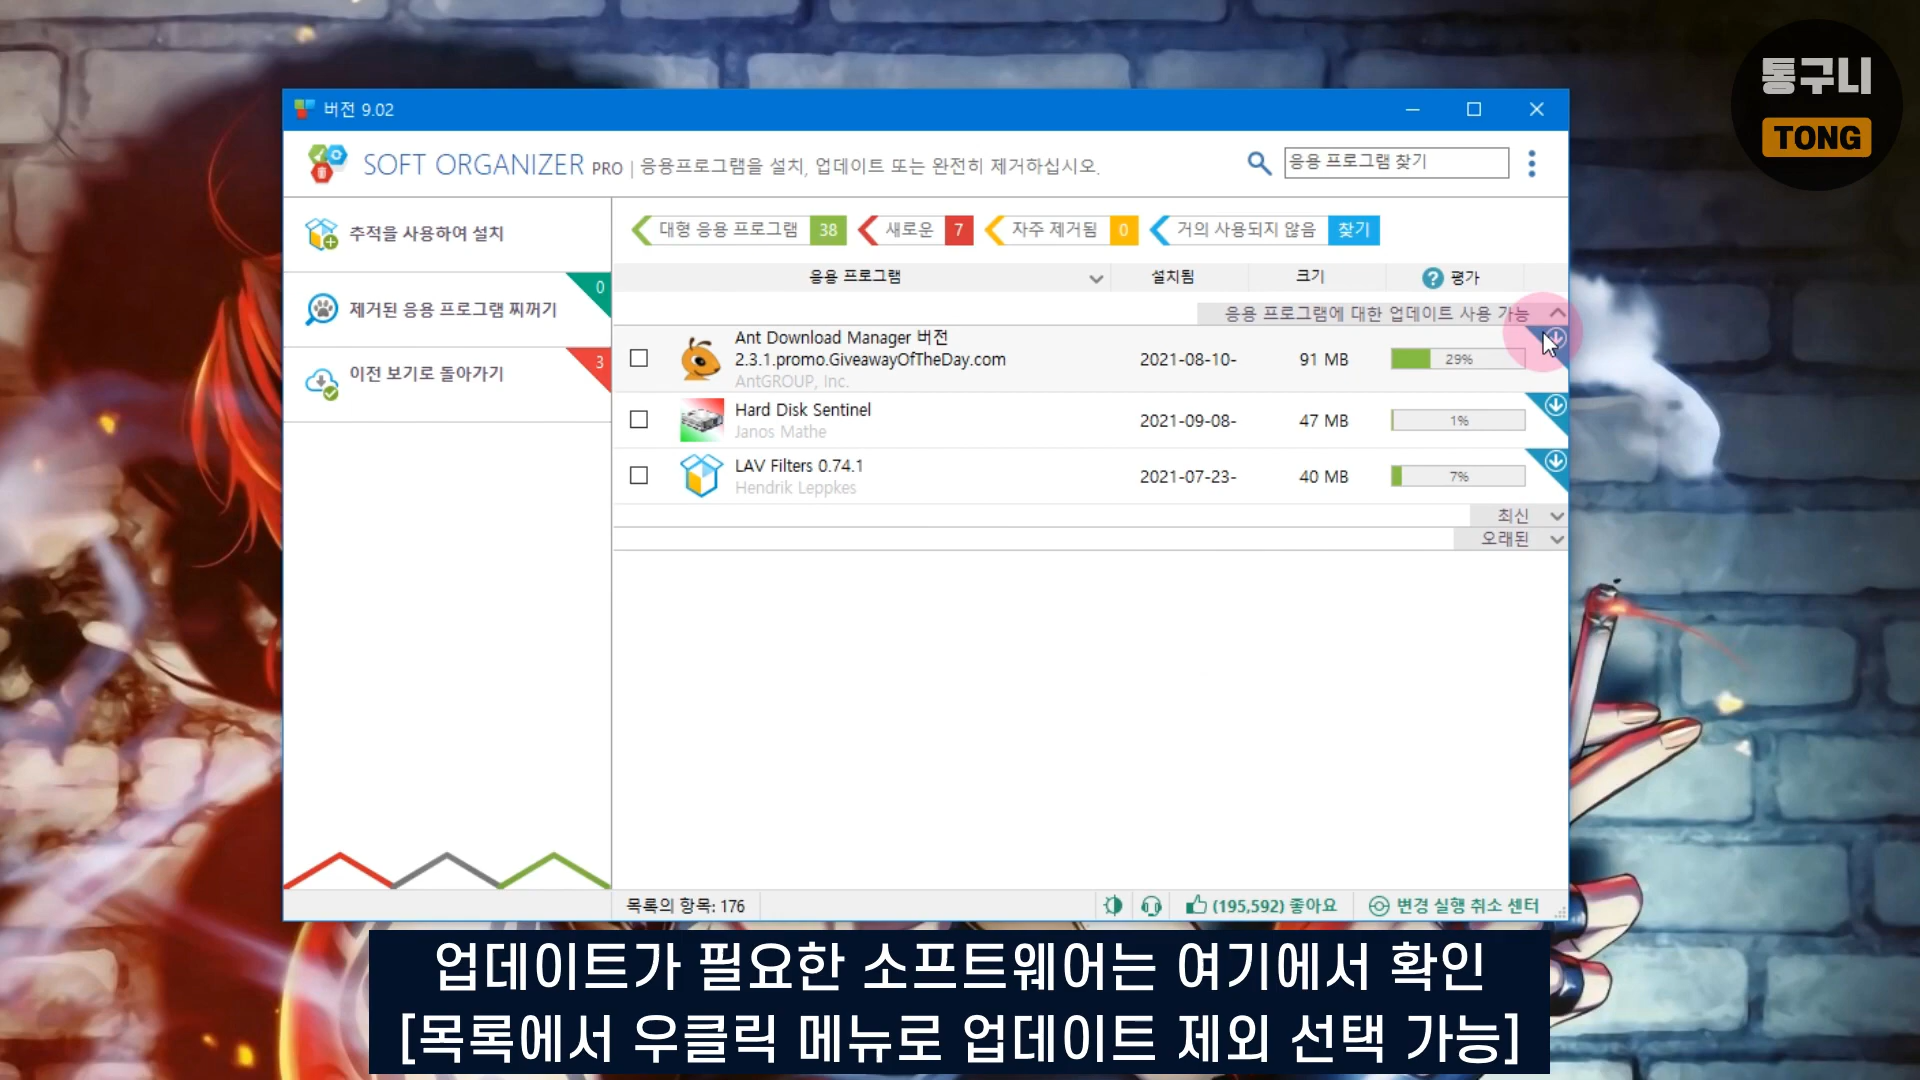 통구니
TONG
버전 9.02
SOFT ORGANIZER PRO | 응용프로그램을 설치, 업데이트 또는 완전히 제거하십시오.
응용 프로그램 찾기
추적을 사용하여 설치
제거된 응용 프로그램 찌꺼기
0
이전 보기로 돌아가기
3
대형 응용 프로그램 38
새로운 7
자주 제거됨 0
거의 사용되지 않음 찾기
응용 프로그램 설치됨 크기 ? 평가
응용 프로그램에 대한 업데이트 사용 가능
Ant Download Manager 버전
2.3.1.promo.GiveawayOfTheDay.com
AntGROUP, Inc.
2021-08-10- 91 MB 29%
Hard Disk Sentinel
Janos Mathe
2021-09-08- 47 MB 1%
LAV Filters 0.74.1
Hendrik Leppkes
2021-07-23- 40 MB 7%
최신
오래된
목록의 항목: 176
(195,592) 좋아요
변경 실행 취소 센터
업데이트가 필요한 소프트웨어는 여기에서 확인
[목록에서 우클릭 메뉴로 업데이트 제외 선택 가능]